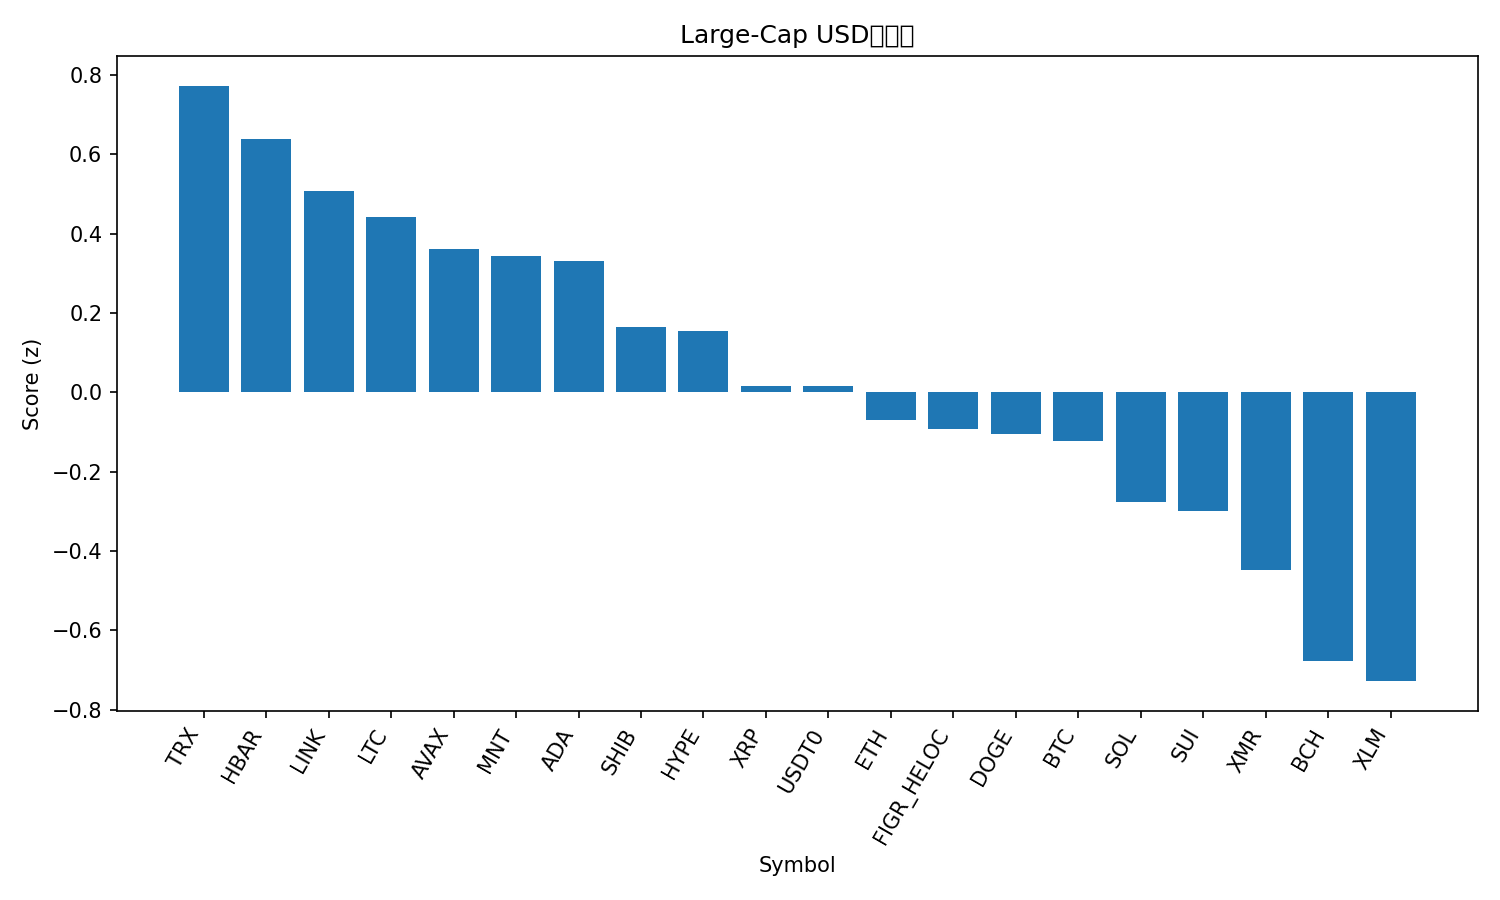 Large-Cap USD
0.8
0.6
0.4
0.2
0.0
−0.2
−0.4
−0.6
−0.8
Score (z)
TRX
HBAR
LINK
LTC
AVAX
MNT
ADA
SHIB
HYPE
XRP
USDT0
ETH
FIGR_HELOC
DOGE
BTC
SOL
SUI
XMR
BCH
XLM
Symbol